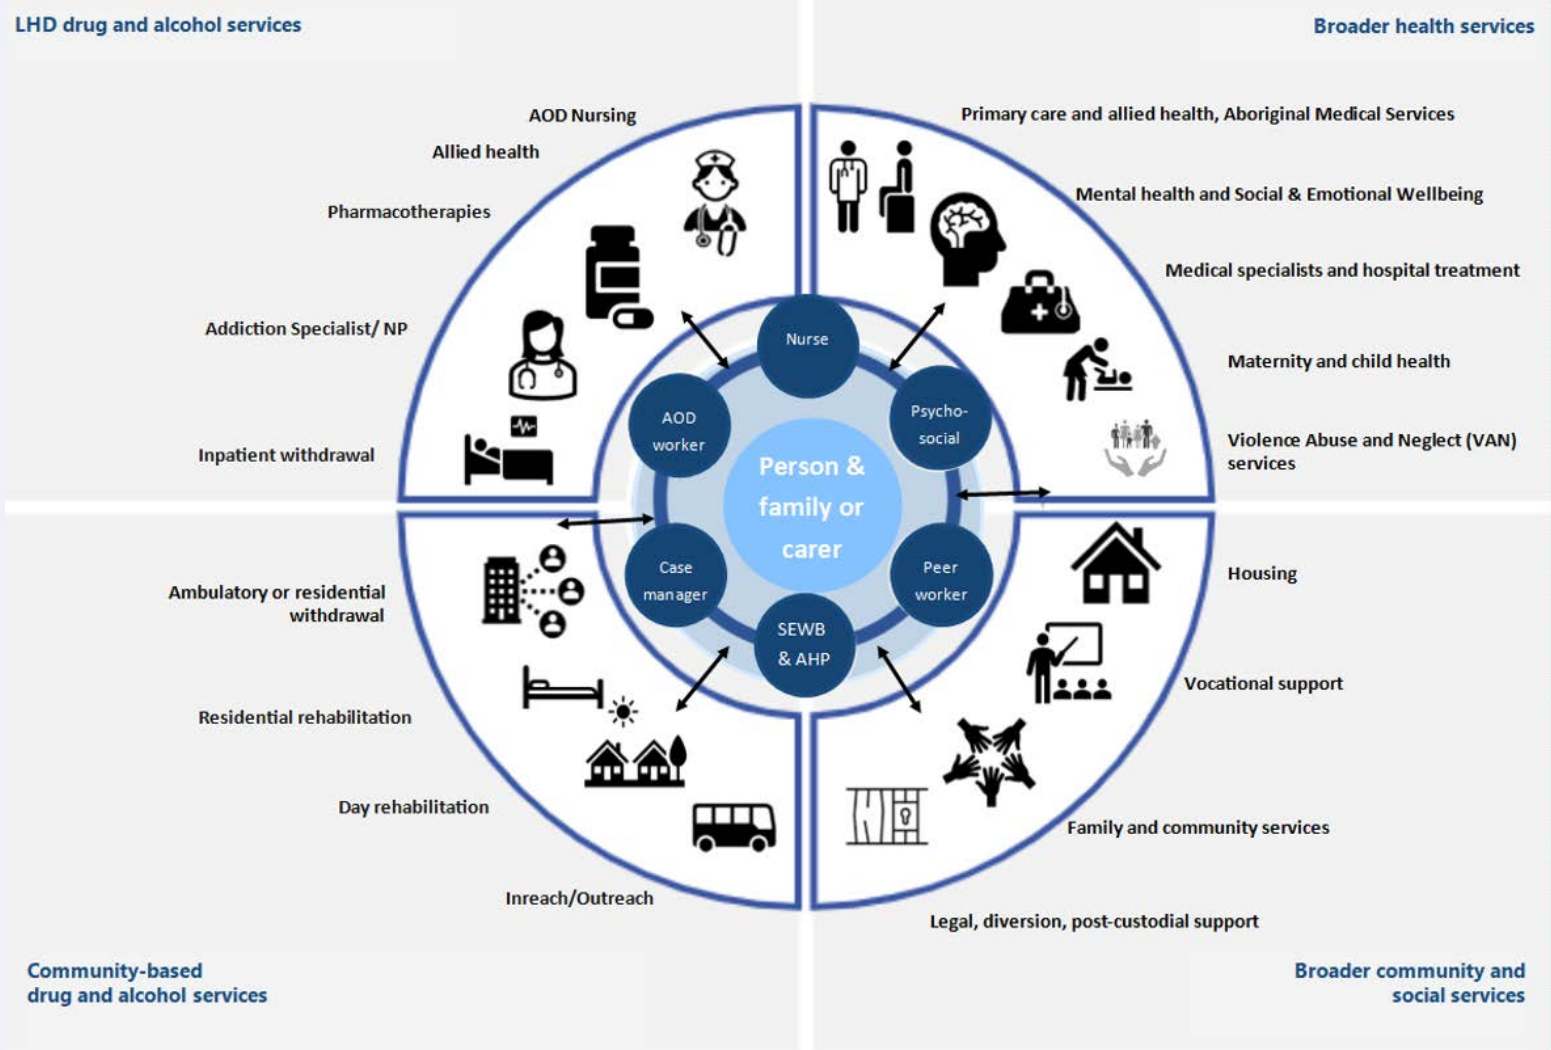 LHD drug and alcohol services
Broader health services
AOD Nursing
Allied health
Pharmacotherapies
Addiction Specialist/ NP
Inpatient withdrawal
Primary care and allied health, Aboriginal Medical Services
Mental health and Social & Emotional Wellbeing
Medical specialists and hospital treatment
Maternity and child health
Violence Abuse and Neglect (VAN)
services
Nurse
AOD
worker
Psycho-
social
Person &
family or
carer
Case
manager
Peer
worker
SEWB
& AHP
Ambulatory or residential
withdrawal
Residential rehabilitation
Day rehabilitation
Inreach/Outreach
Housing
Vocational support
Family and community services
Legal, diversion, post-custodial support
Community-based
drug and alcohol services
Broader community and
social services